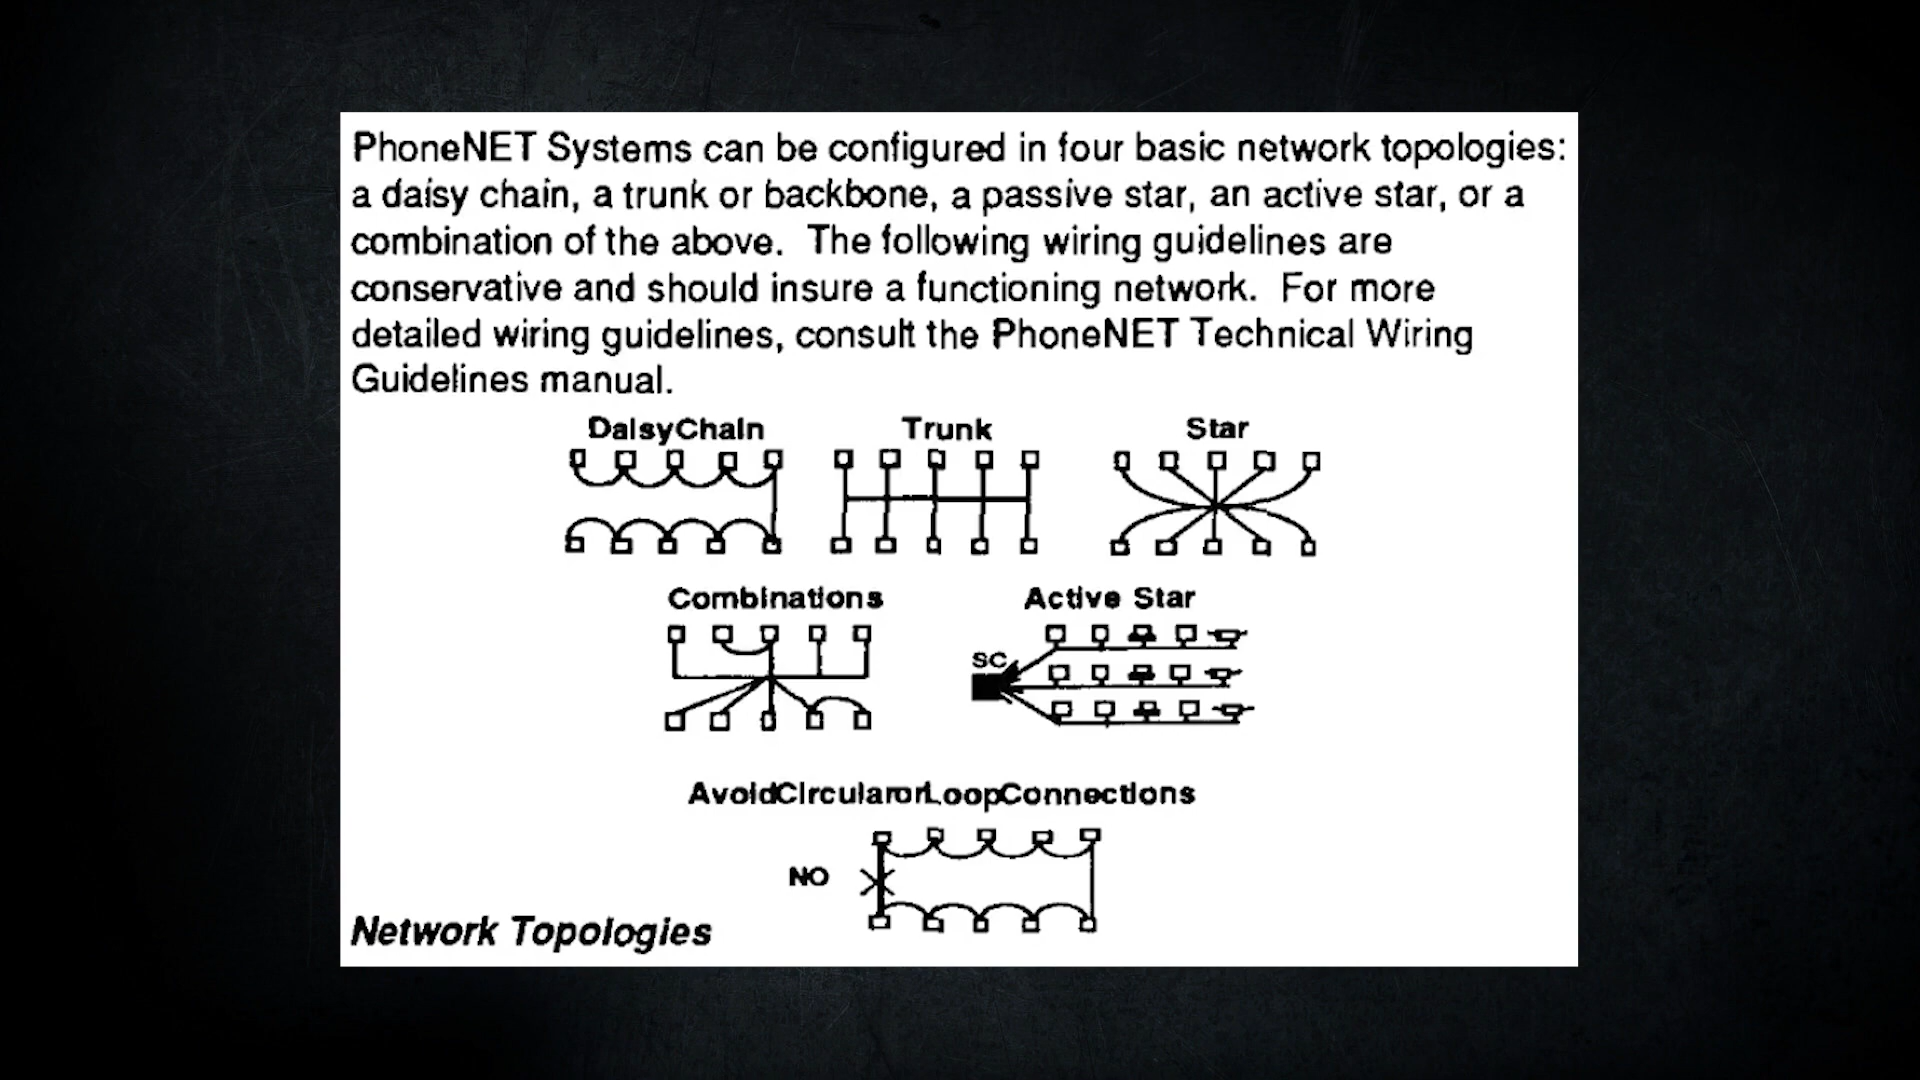 PhoneNET Systems can be configured in four basic network topologies:
a daisy chain, a trunk or backbone, a passive star, an active star, or a
combination of the above. The following wiring guidelines are
conservative and should insure a functioning network. For more
detailed wiring guidelines, consult the PhoneNET Technical Wiring
Guidelines manual.
DaisyChain Trunk Star
Combinations Active Star
SC
AvoidCircularorLoopConnections
NO
Network Topologies